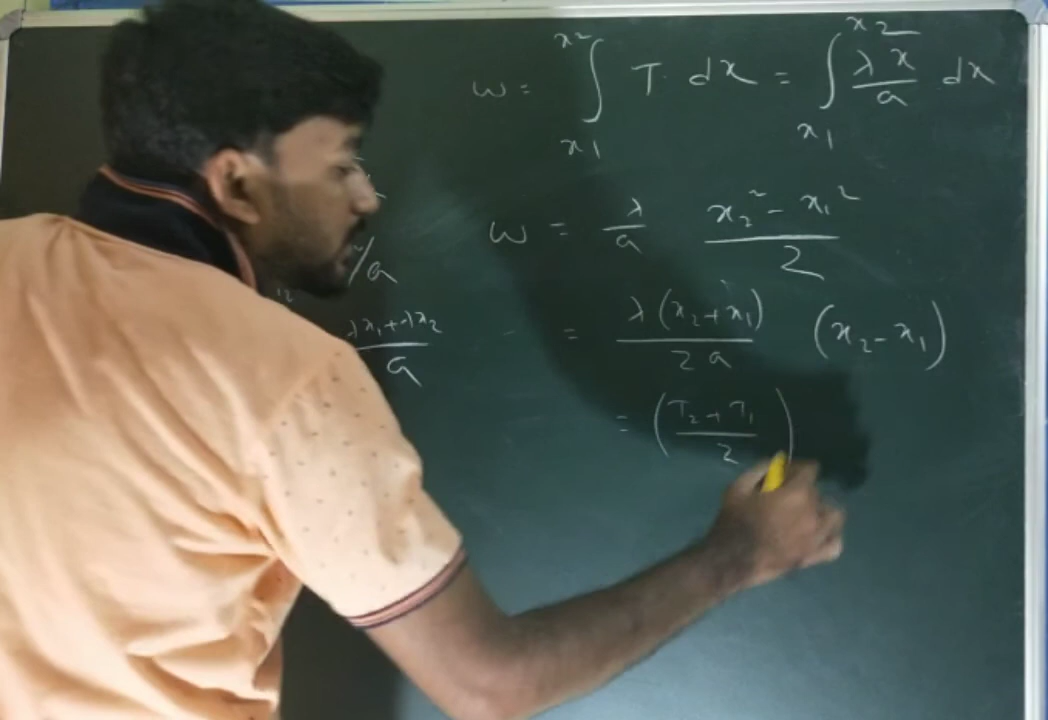 w = ∫_{x1}^{x2} T. dx = ∫_{x1}^{x2} λx/a dx
w = λ/a (x₂² - x₁²)/2
/a
λx₁+λx₂/a = λ(x₂+x₁)/2a (x₂-x₁)
= (T₂+T₁/2)